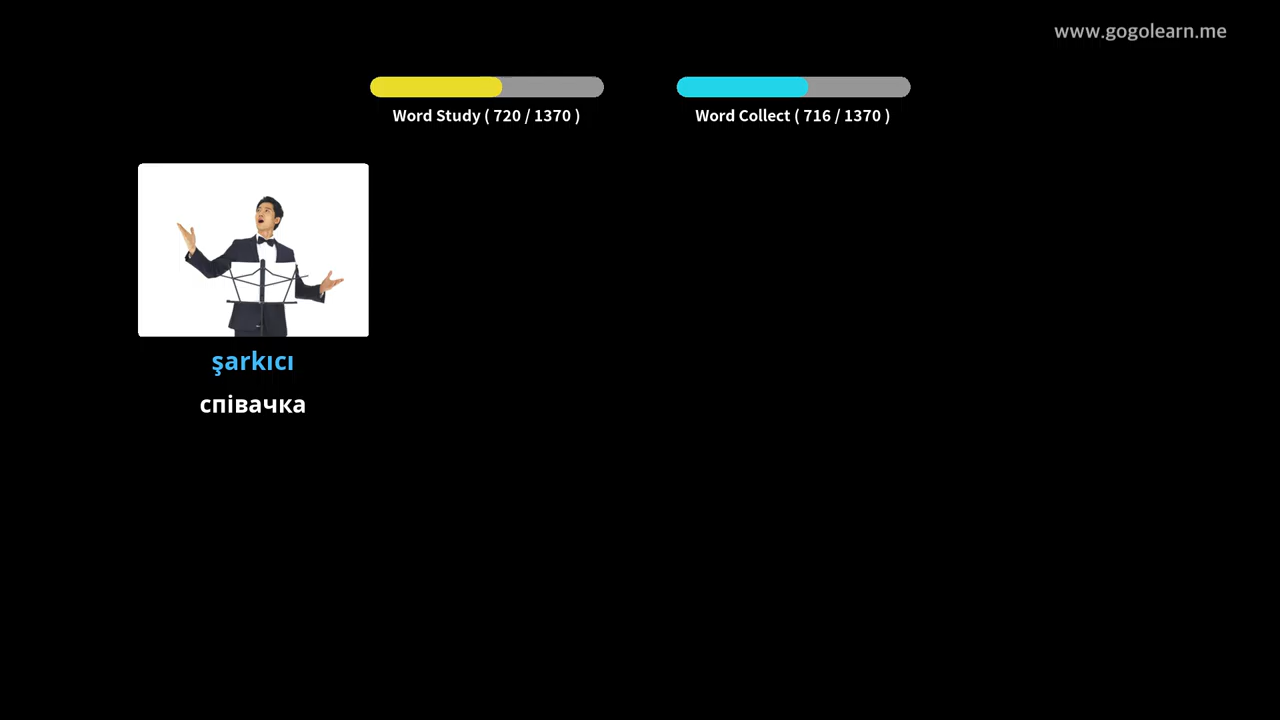 www.gogolearn.me
Word Study ( 720 / 1370 )
Word Collect ( 716 / 1370 )
şarkıcı
співачка